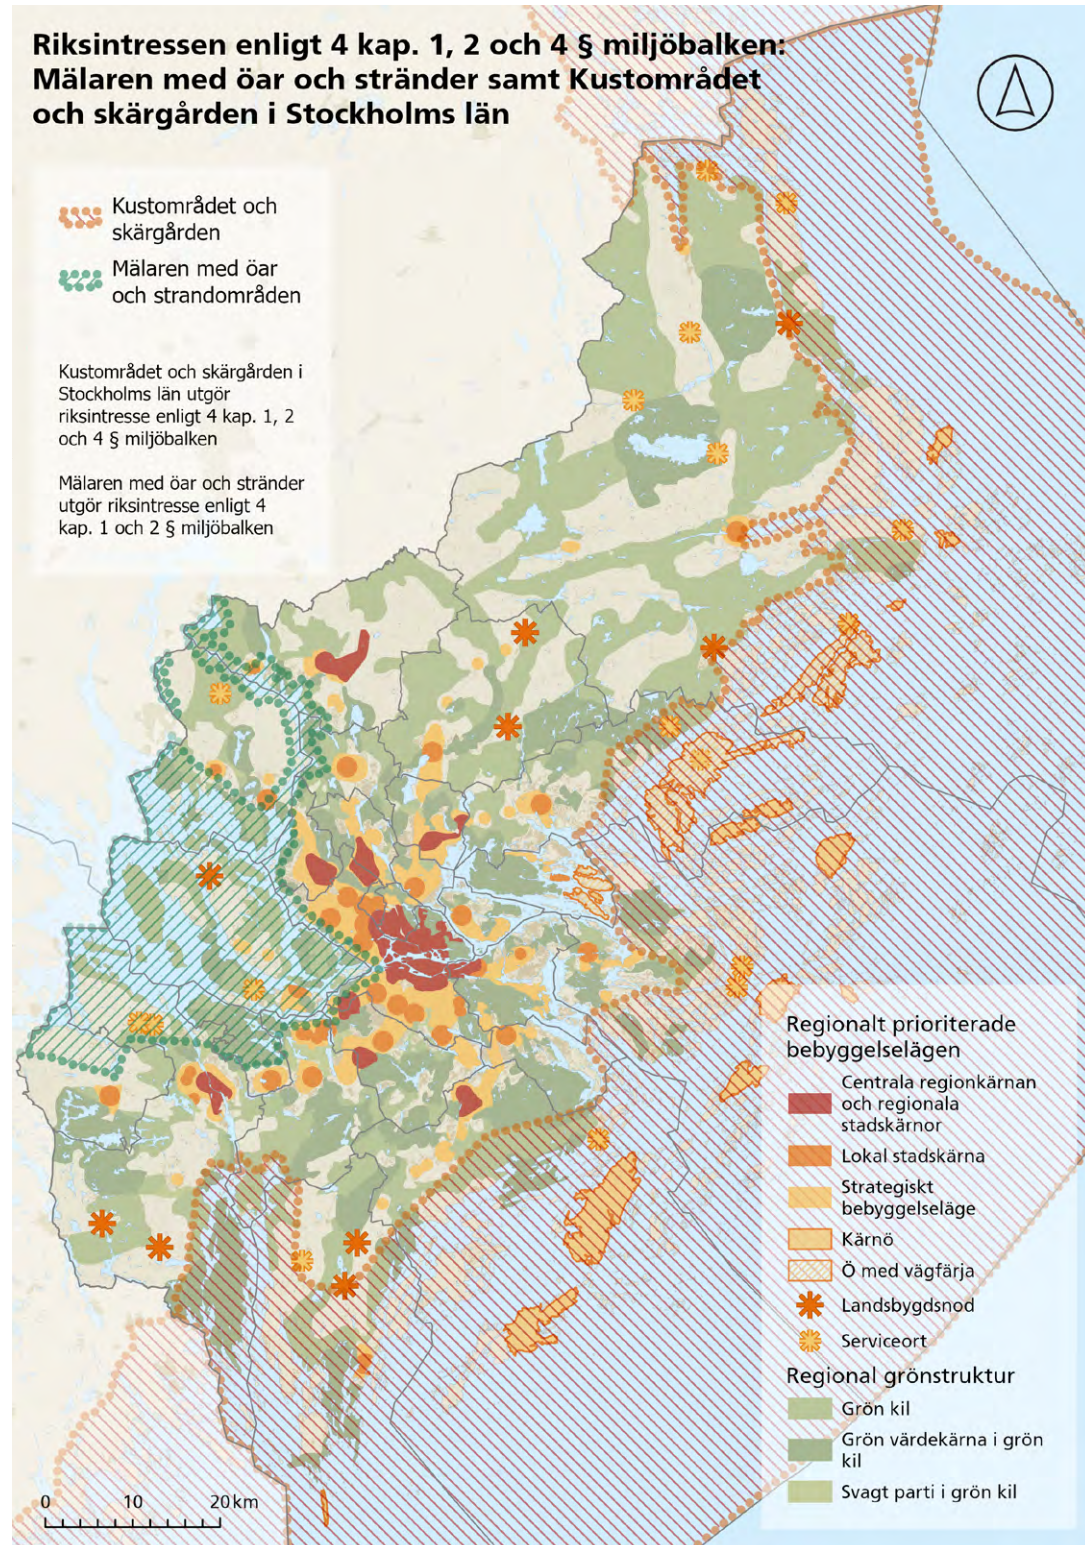 Riksintressen enligt 4 kap. 1, 2 och 4 § miljöbalken:
Mälaren med öar och stränder samt Kustområdet
och skärgården i Stockholms län
Kustområdet och
skärgården
Mälaren med öar
och strandområden
Kustområdet och skärgården i
Stockholms län utgör
riksintresse enligt 4 kap. 1, 2
och 4 § miljöbalken
Mälaren med öar och stränder
utgör riksintresse enligt 4
kap. 1 och 2 § miljöbalken
Regionalt prioriterade
bebyggelselägen
Centrala regionkärnan
och regionala
stadskärnor
Lokal stadskärna
Strategiskt
bebyggelseläge
Kärnö
Ö med vägfärja
Landsbygdsnod
Serviceort
Regional grönstruktur
Grön kil
Grön värdekärna i grön
kil
Svagt parti i grön kil
0 10 20 km